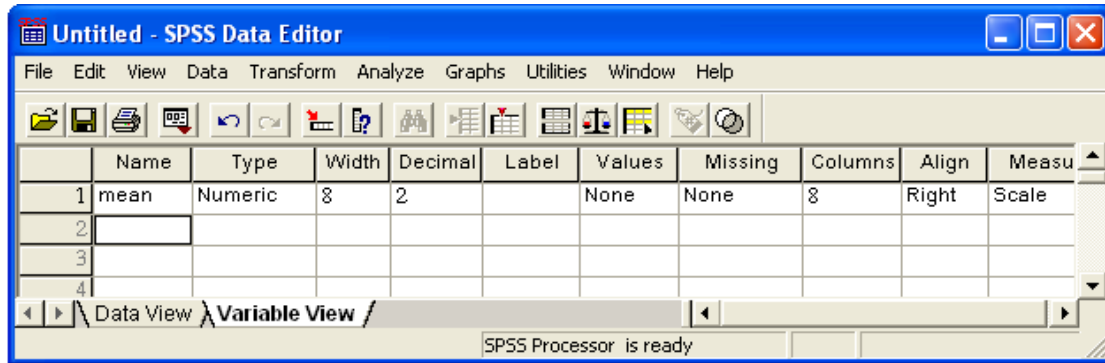 Untitled - SPSS Data Editor
File Edit View Data Transform Analyze Graphs Utilities Window Help
Name Type Width Decimal Label Values Missing Columns Align Measu
1 mean Numeric 8 2 None None 8 Right Scale
2
3
4
Data View Variable View
SPSS Processor is ready